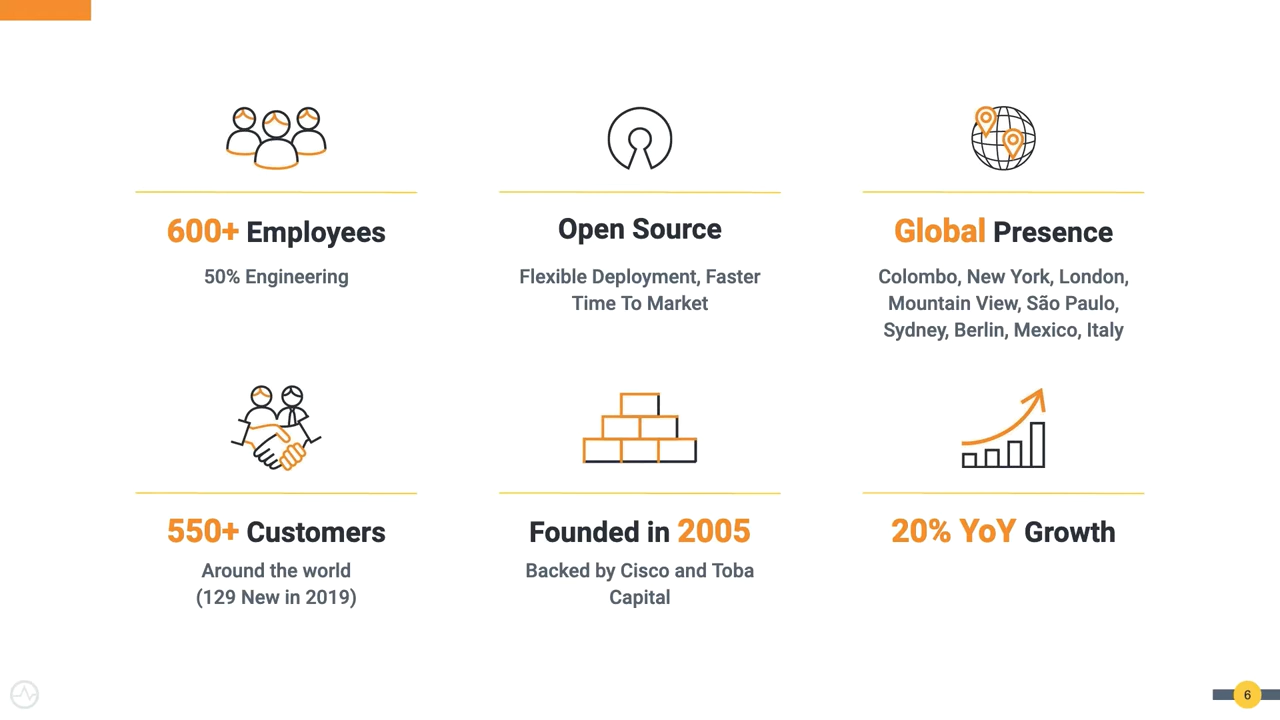 600+ Employees
50% Engineering
Open Source
Flexible Deployment, Faster
Time To Market
Global Presence
Colombo, New York, London,
Mountain View, São Paulo,
Sydney, Berlin, Mexico, Italy
550+ Customers
Around the world
(129 New in 2019)
Founded in 2005
Backed by Cisco and Toba
Capital
20% YoY Growth
6